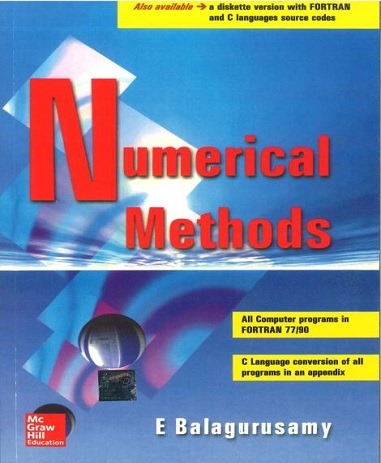 Also available → a diskette version with FORTRAN
and C languages source codes
Numerical
Methods
All Computer programs in
FORTRAN 77/90
C Language conversion of all
programs in an appendix
Mc
Graw
Hill
Education
E Balagurusamy